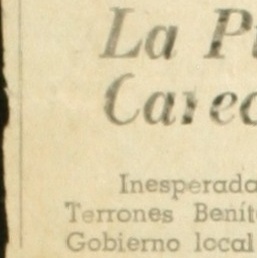 La P
Carec
Inesperada
Terrones Benít
Gobierno local